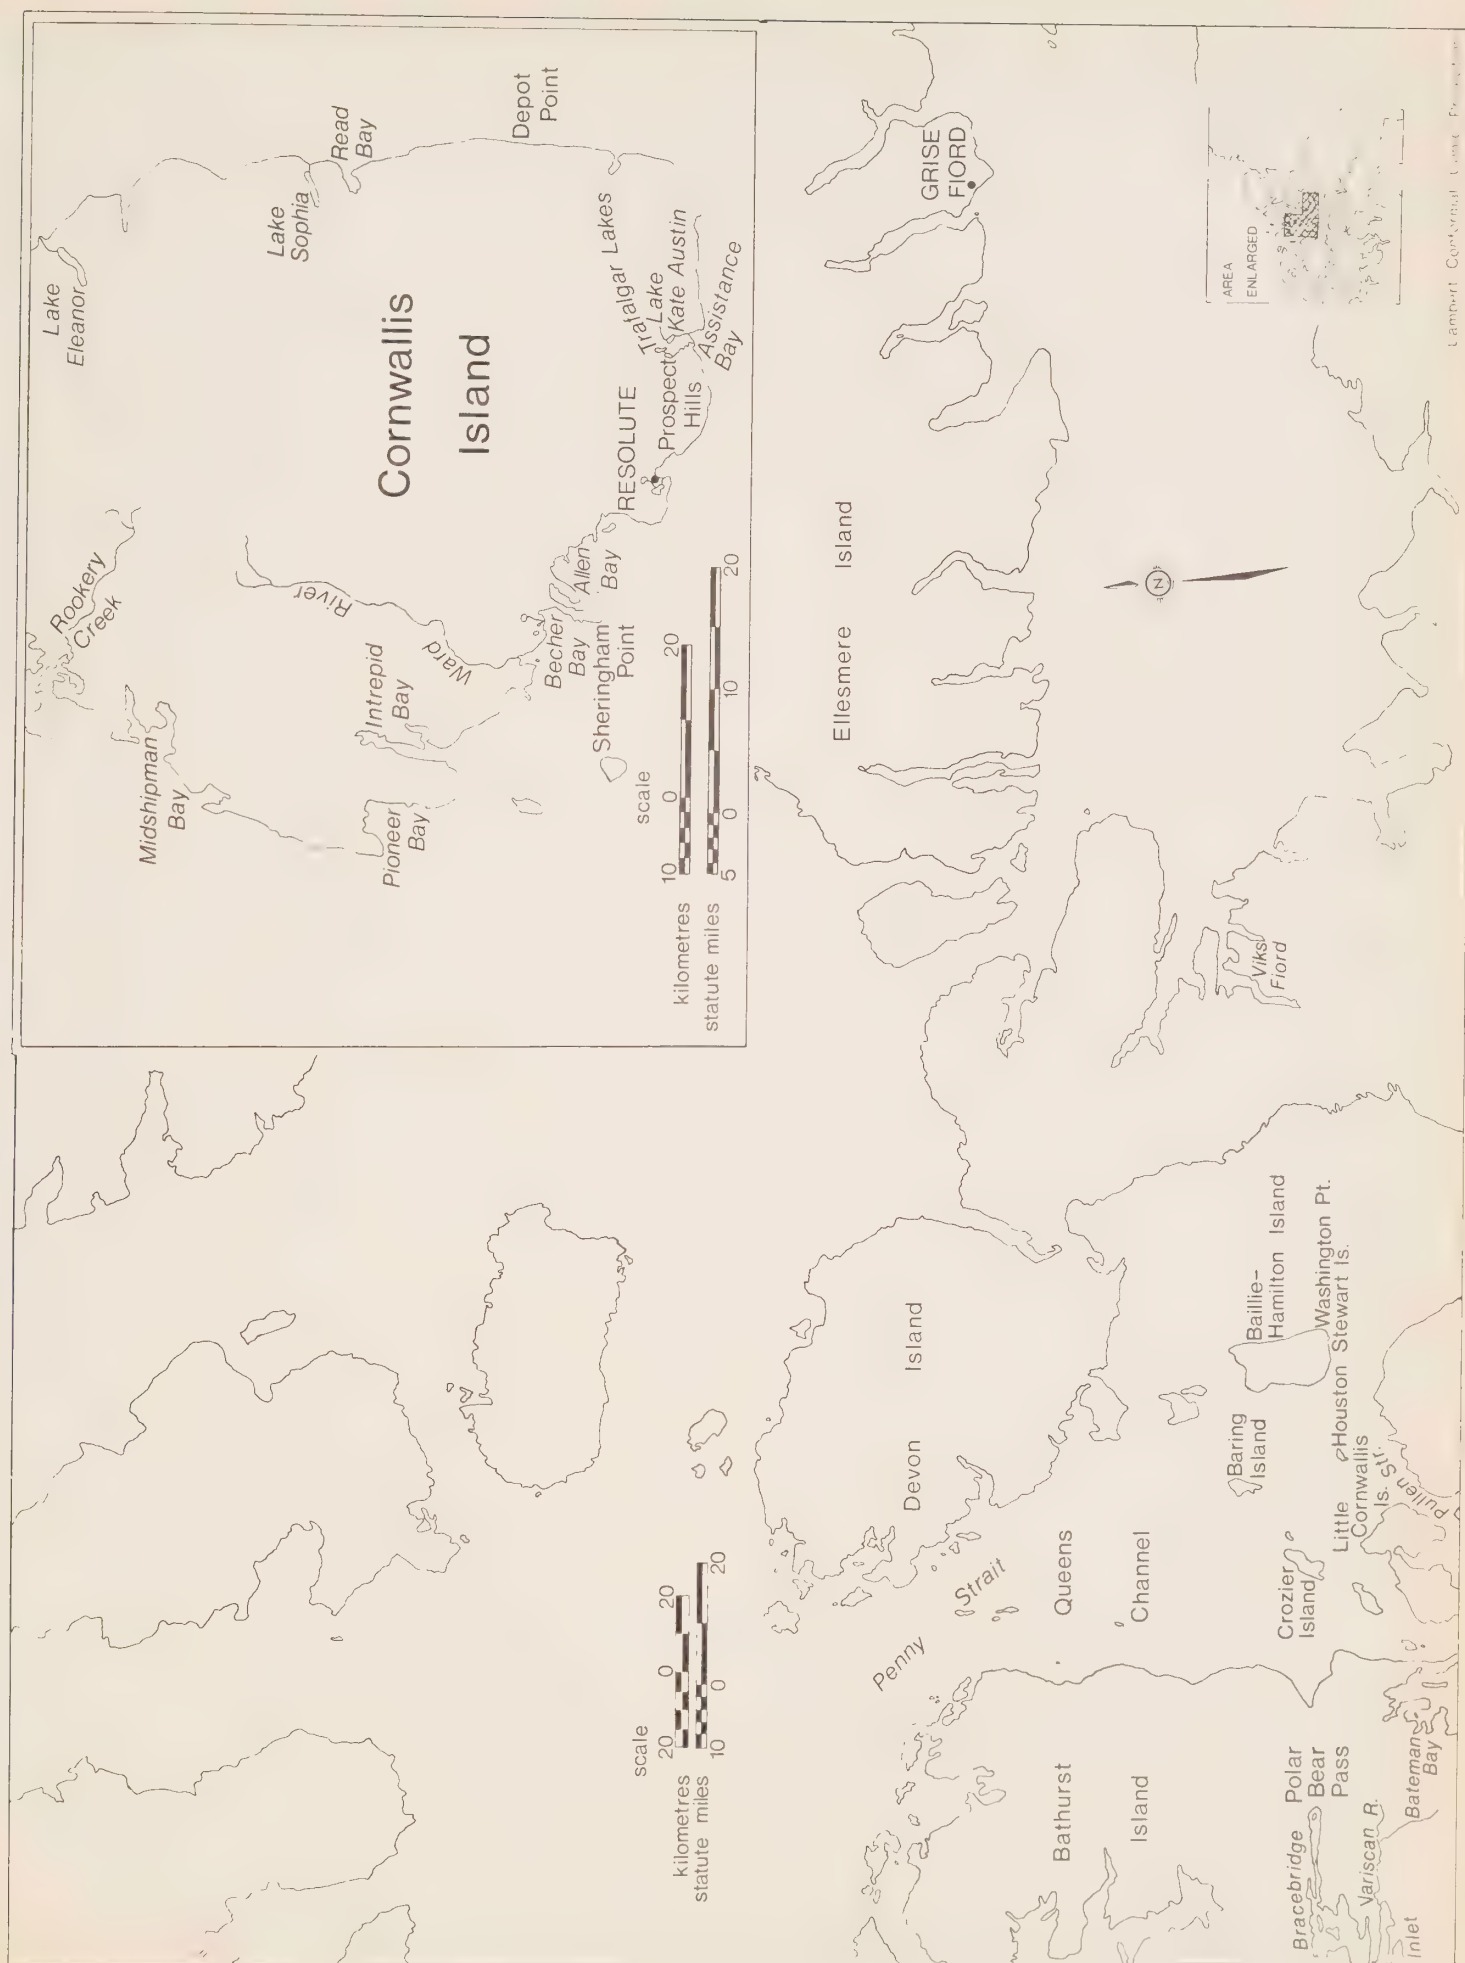 Lake
Eleanor
Rookery
Creek
Midshipman
Bay
Lake
Sophia
Read
Bay
Depot
Point
Cornwallis
Island
River
Ward
Intrepid
Bay
Pioneer
Bay
Becher
Bay
Allen
Bay
Sheringham
Point
RESOLUTE
Prospect
Hills
Trafalgar Lakes
Lake
Kate Austin
Assistance
Bay
scale
10 0 20
kilometres
statute miles
5 0 10 20
GRISE
FIORD
AREA
ENLARGED
Ellesmere Island
N
Viks
Fiord
scale
20 0 20
kilometres
statute miles
10 0 20
Devon Island
Penny Strait
Queens
Channel
Bathurst
Island
Baillie-
Hamilton Island
Washington Pt.
Houston Stewart Is.
Baring
Island
Little
Cornwallis
Is.
Pullen Str.
Crozier
Island
Polar
Bear
Pass
Bracebridge
Inlet
Variscan R.
Bateman
Bay
Lambert Conformal